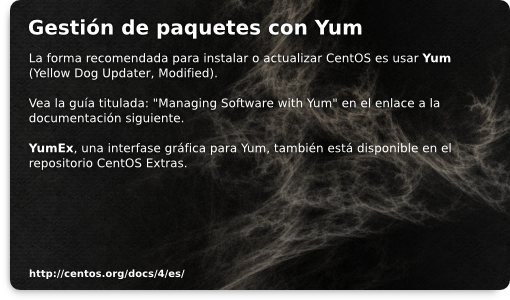 Gestión de paquetes con Yum
La forma recomendada para instalar o actualizar CentOS es usar Yum
(Yellow Dog Updater, Modified).
Vea la guía titulada: "Managing Software with Yum" en el enlace a la
documentación siguiente.
YumEx, una interfase gráfica para Yum, también está disponible en el
repositorio CentOS Extras.
http://centos.org/docs/4/es/